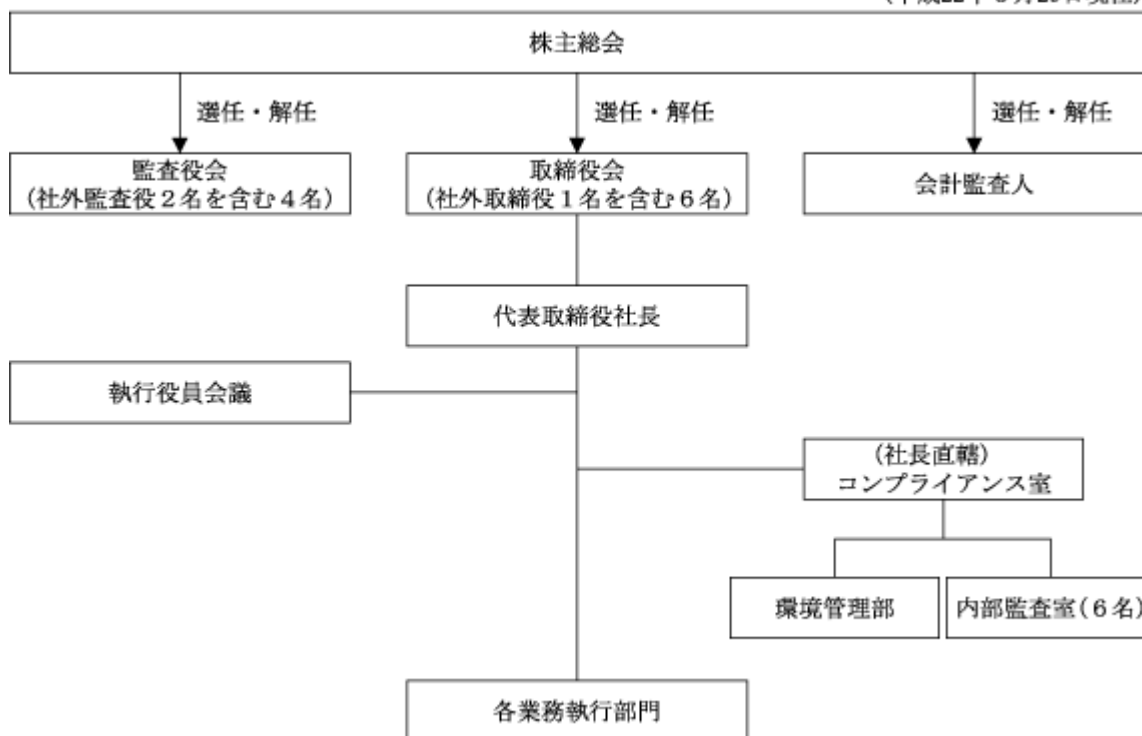 株主総会
選任・解任
選任・解任
選任・解任
監査役会
(社外監査役2名を含む4名)
取締役会
(社外取締役1名を含む6名)
会計監査人
代表取締役社長
執行役員会議
(社長直轄)
コンプライアンス室
環境管理部
内部監査室(6名)
各業務執行部門